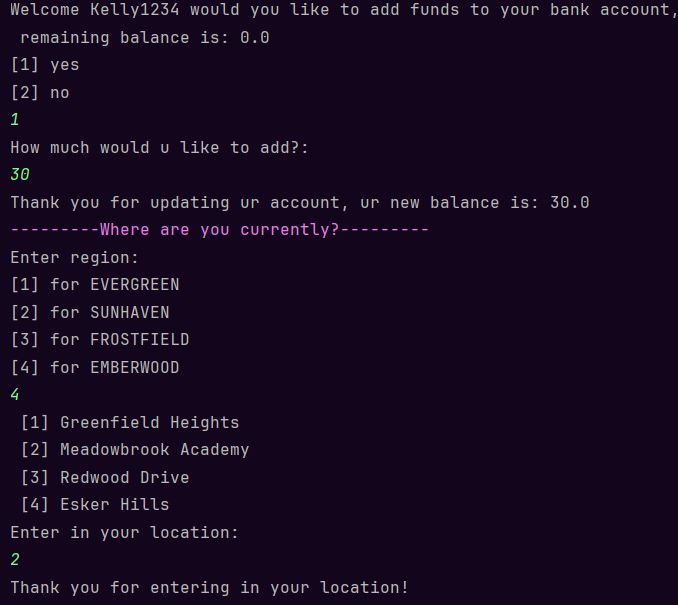 Welcome Kelly1234 would you like to add funds to your bank account,
remaining balance is: 0.0
[1] yes
[2] no
1
How much would u like to add?:
30
Thank you for updating ur account, ur new balance is: 30.0
---------Where are you currently?---------
Enter region:
[1] for EVERGREEN
[2] for SUNHAVEN
[3] for FROSTFIELD
[4] for EMBERWOOD
4
[1] Greenfield Heights
[2] Meadowbrook Academy
[3] Redwood Drive
[4] Esker Hills
Enter in your location:
2
Thank you for entering in your location!